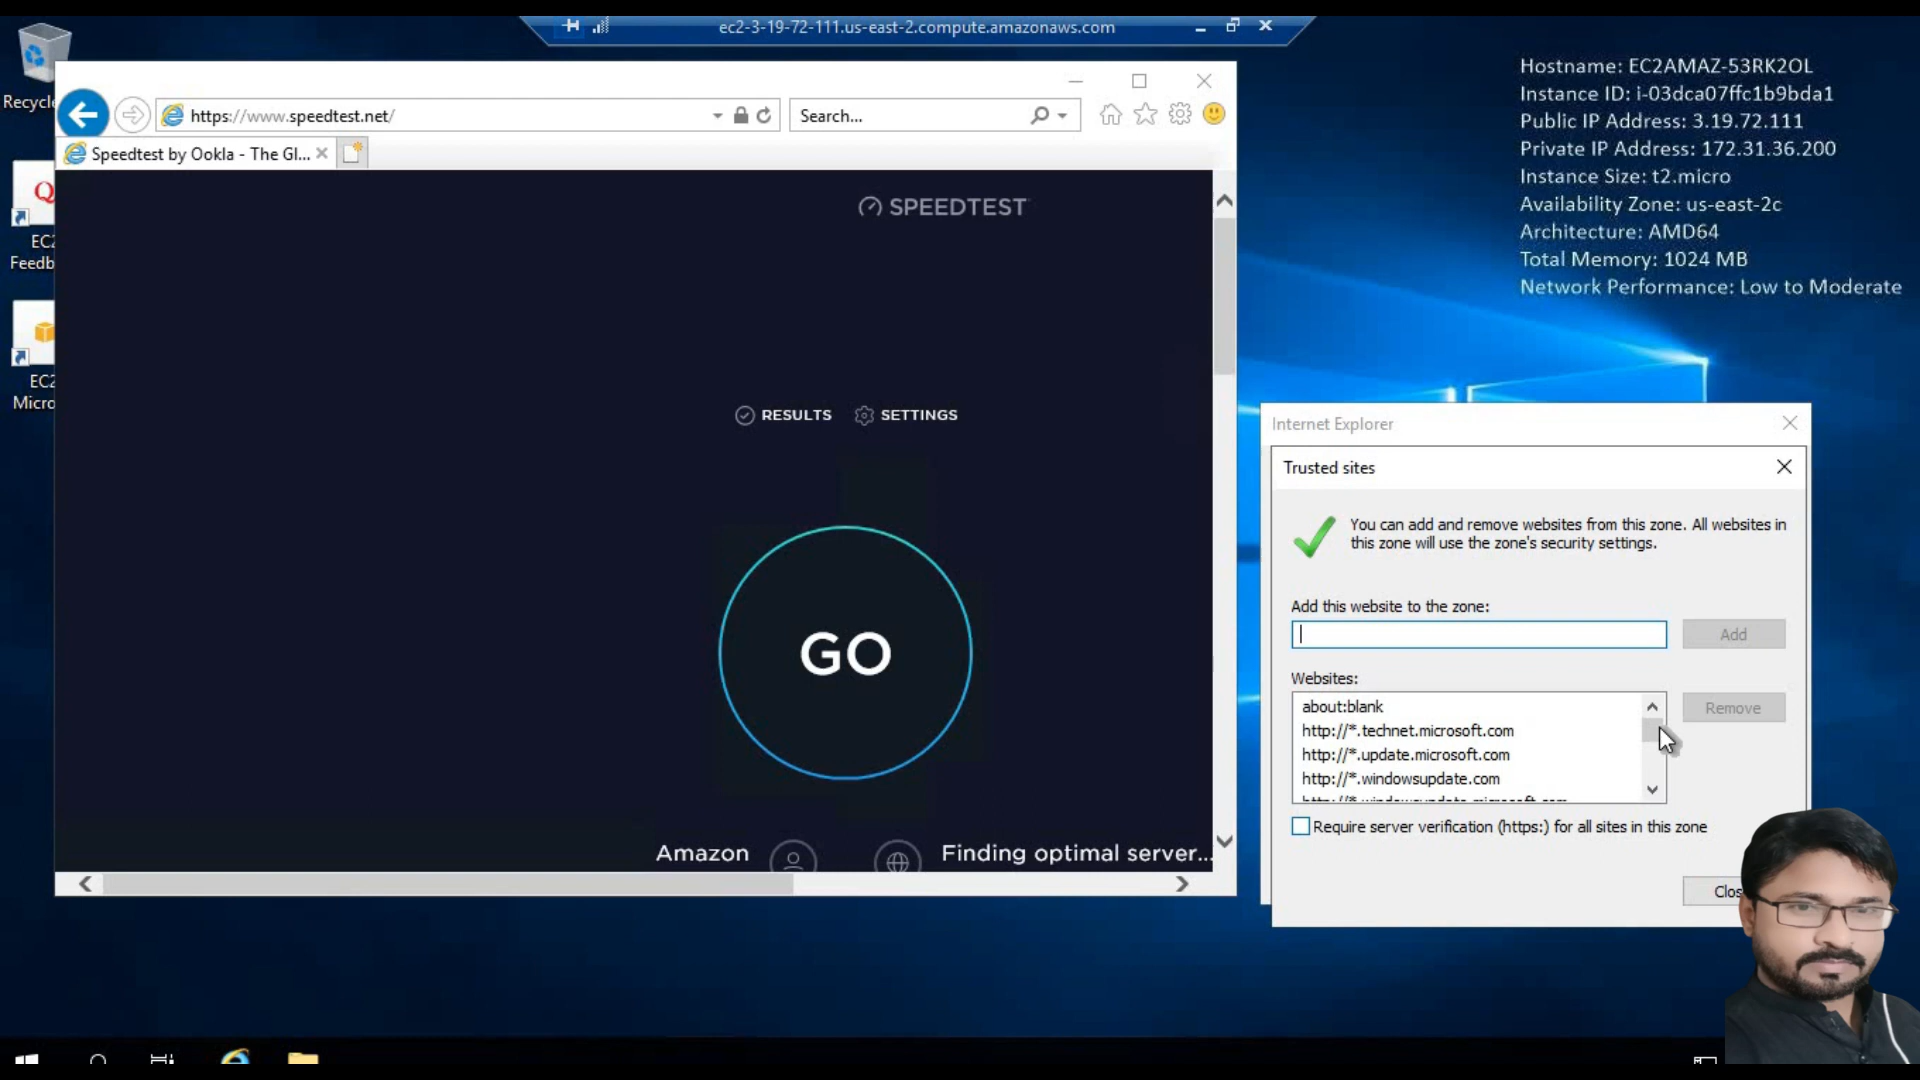 ec2-3-19-72-111.us-east-2.compute.amazonaws.com
Hostname: EC2AMAZ-53RK2OL
Instance ID: i-03dca07ffc1b9bda1
Public IP Address: 3.19.72.111
Private IP Address: 172.31.36.200
Instance Size: t2.micro
Availability Zone: us-east-2c
Architecture: AMD64
Total Memory: 1024 MB
Network Performance: Low to Moderate
EC2
Feedb
EC2
Micro
https://www.speedtest.net/
Search...
Speedtest by Ookla - The Gl...
SPEEDTEST
RESULTS
SETTINGS
GO
Amazon
Finding optimal server...
Internet Explorer
Trusted sites
You can add and remove websites from this zone. All websites in
this zone will use the zone's security settings.
Add this website to the zone:
Add
Websites:
about:blank
http://*.technet.microsoft.com
http://*.update.microsoft.com
http://*.windowsupdate.com
Remove
Require server verification (https:) for all sites in this zone
Clos